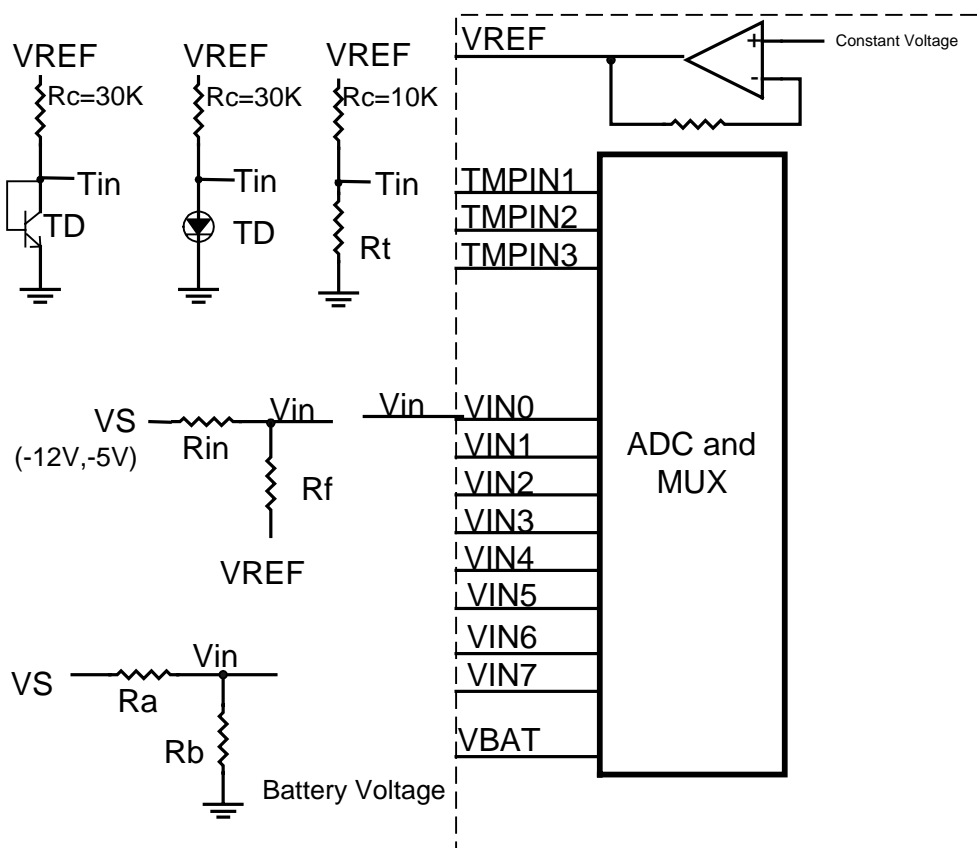 VREF
Rc=30K
Tin
TD
VREF
Rc=30K
Tin
TD
VREF
Rc=10K
Tin
Rt
VREF
+
-
Constant Voltage
TMPIN1
TMPIN2
TMPIN3
VS
(-12V,-5V)
Rin
Vin
Rf
VREF
Vin
VIN0
VIN1
VIN2
VIN3
VIN4
VIN5
VIN6
VIN7
VBAT
ADC and
MUX
VS
Ra
Vin
Rb
Battery Voltage